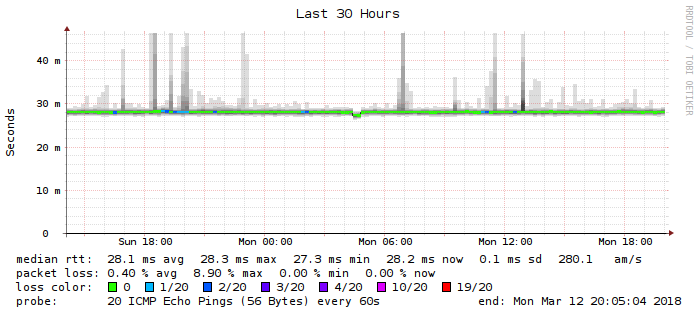 Last 30 Hours
RRDTOOL / TOBI OETIKER
Seconds
40 m
30 m
20 m
10 m
0
Sun 18:00 Mon 00:00 Mon 06:00 Mon 12:00 Mon 18:00
median rtt: 28.1 ms avg 28.3 ms max 27.3 ms min 28.2 ms now 0.1 ms sd 280.1 am/s
packet loss: 0.40 % avg 8.90 % max 0.00 % min 0.00 % now
loss color: 0 1/20 2/20 3/20 4/20 10/20 19/20
probe: 20 ICMP Echo Pings (56 Bytes) every 60s end: Mon Mar 12 20:05:04 2018